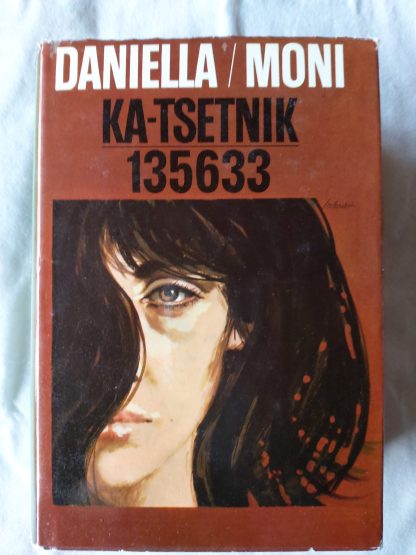 DANIELLA / MONI
KA-TSETNIK
135633